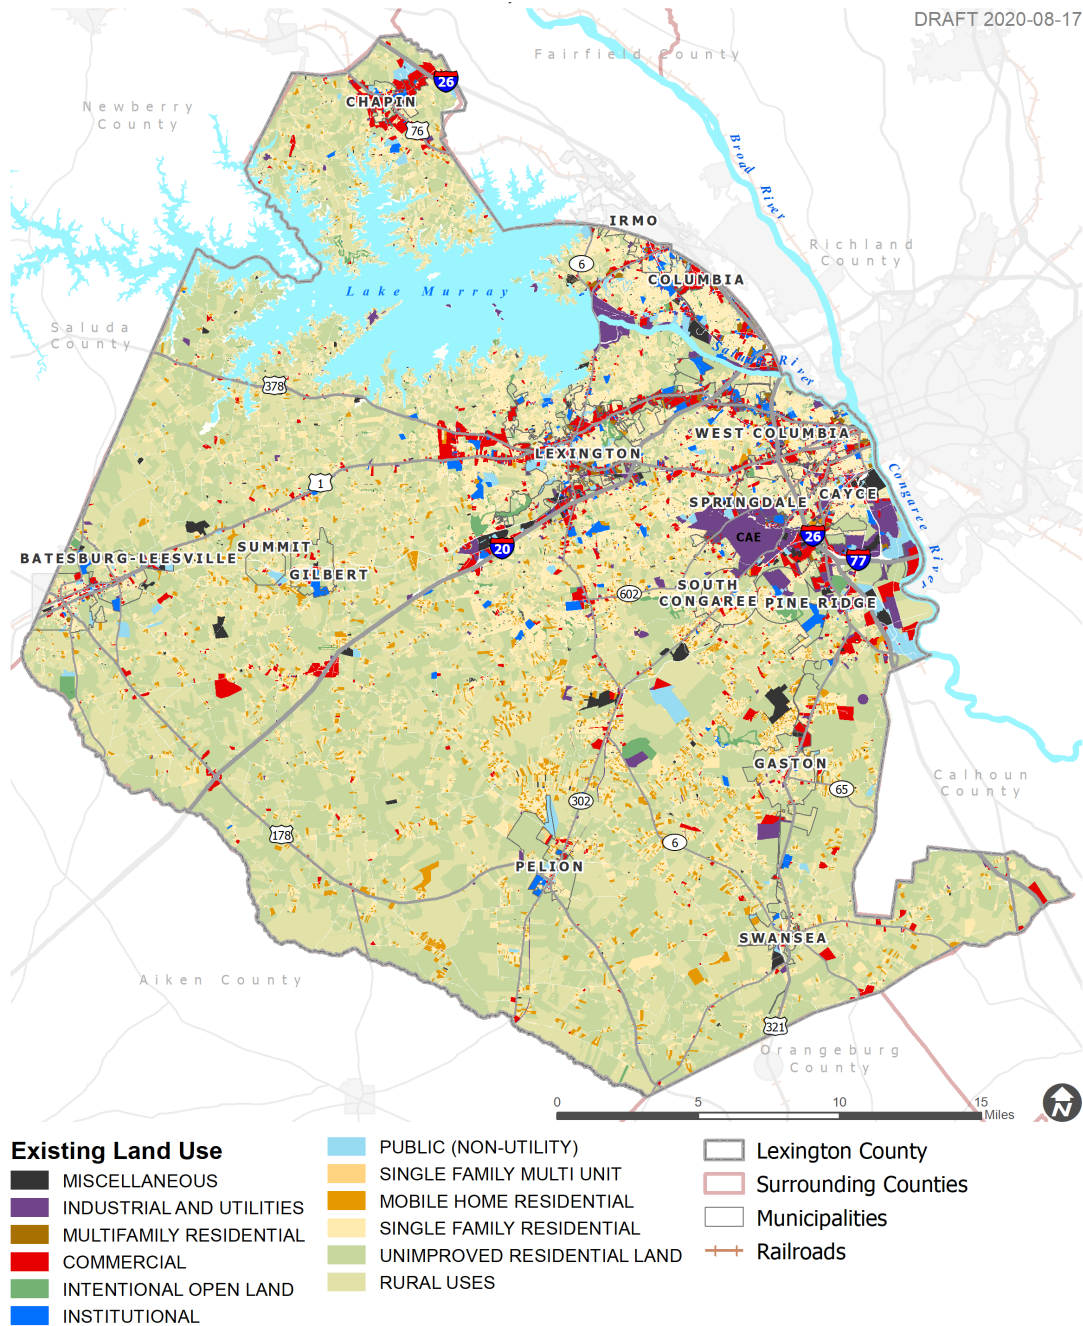 DRAFT 2020-08-17
Fairfield County
Newberry
County
26
CHAPIN
76
Broad River
IRMO
Richland
County
6
COLUMBIA
Lake Murray
Saluda
County
Saluda River
378
WEST COLUMBIA
LEXINGTON
1
Congaree River
SPRINGDALE
CAYCE
CAE
26
20
77
SUMMIT
BATESBURG-LEESVILLE
GILBERT
SOUTH
CONGAREE
602
PINE RIDGE
GASTON
Calhoun
County
65
302
178
6
PELION
SWANSEA
Aiken County
321
Orangeburg
County
0 5 10 15
Miles
N
Existing Land Use
MISCELLANEOUS
INDUSTRIAL AND UTILITIES
MULTIFAMILY RESIDENTIAL
COMMERCIAL
INTENTIONAL OPEN LAND
INSTITUTIONAL
PUBLIC (NON-UTILITY)
SINGLE FAMILY MULTI UNIT
MOBILE HOME RESIDENTIAL
SINGLE FAMILY RESIDENTIAL
UNIMPROVED RESIDENTIAL LAND
RURAL USES
Lexington County
Surrounding Counties
Municipalities
Railroads